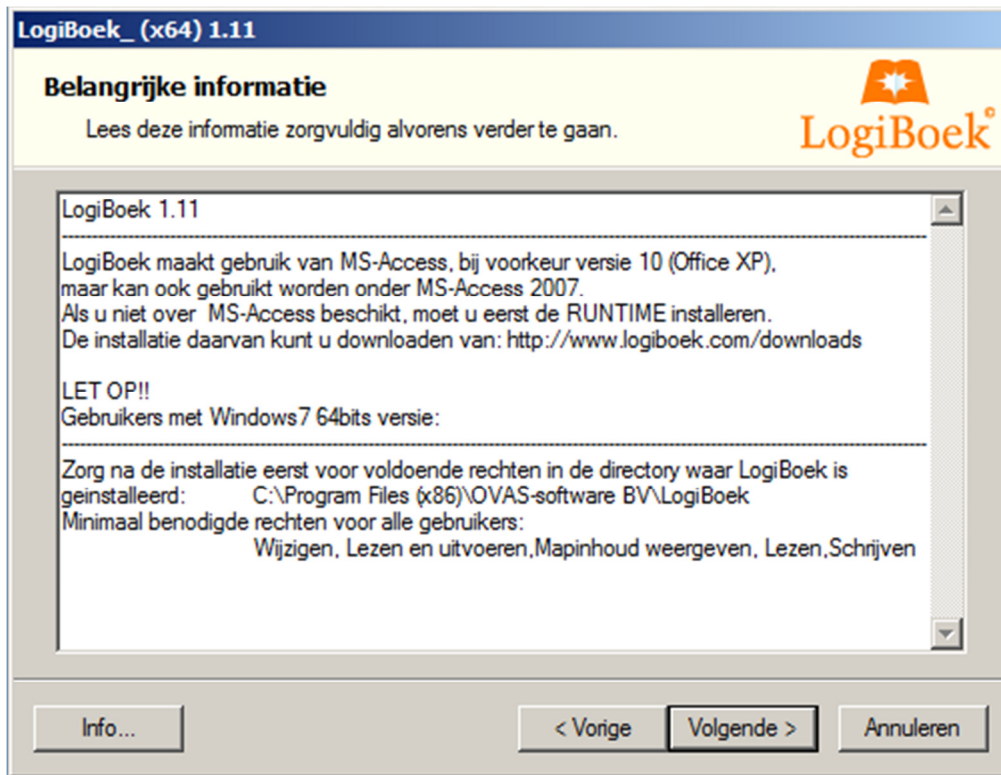 LogiBoek_ (x64) 1.11
Belangrijke informatie
Lees deze informatie zorgvuldig alvorens verder te gaan.
LogiBoek©
LogiBoek 1.11
LogiBoek maakt gebruik van MS-Access, bij voorkeur versie 10 (Office XP),
maar kan ook gebruikt worden onder MS-Access 2007.
Als u niet over  MS-Access beschikt, moet u eerst de RUNTIME installeren.
De installatie daarvan kunt u downloaden van: http://www.logiboek.com/downloads
LET OP!!
Gebruikers met Windows7 64bits versie:
Zorg na de installatie eerst voor voldoende rechten in de directory waar LogiBoek is
geinstalleerd: C:\Program Files (x86)\OVAS-software BV\LogiBoek
Minimaal benodigde rechten voor alle gebruikers:
Wijzigen, Lezen en uitvoeren,Mapinhoud weergeven, Lezen,Schrijven
Info...
< Vorige
Volgende >
Annuleren